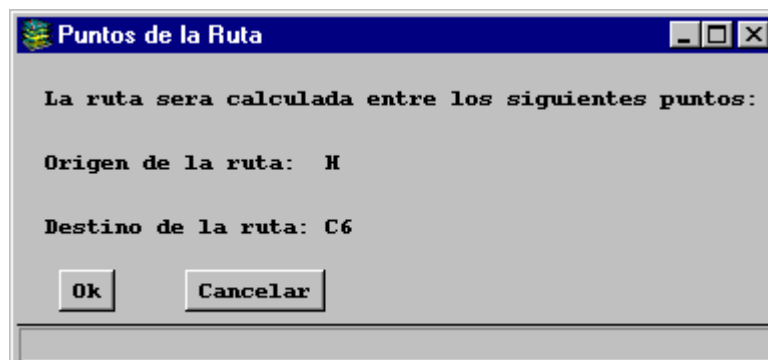 Puntos de la Ruta
La ruta sera calculada entre los siguientes puntos:
Origen de la ruta: H
Destino de la ruta: C6
Ok Cancelar